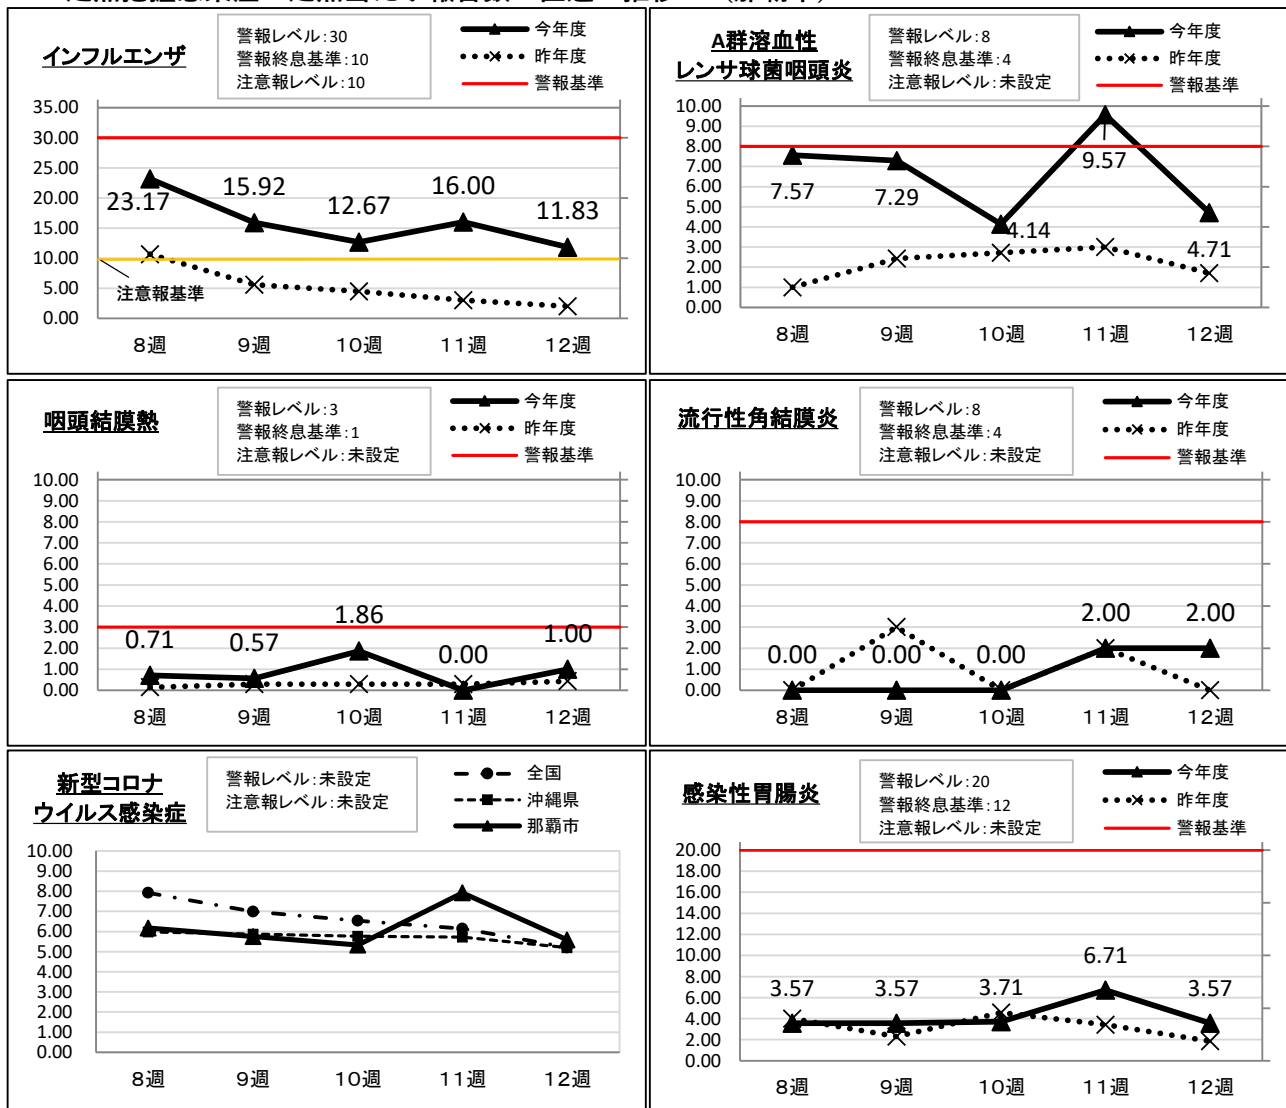 インフルエンザ
警報レベル:30
警報終息基準:10
注意報レベル:10
今年度
昨年度
警報基準
35.00
30.00
25.00
20.00
15.00
10.00
5.00
0.00
23.17
15.92
12.67
16.00
11.83
注意報基準
8週
9週
10週
11週
12週
A群溶血性
レンサ球菌咽頭炎
警報レベル:8
警報終息基準:4
注意報レベル:未設定
今年度
昨年度
警報基準
10.00
9.00
8.00
7.00
6.00
5.00
4.00
3.00
2.00
1.00
0.00
7.57
7.29
4.14
9.57
4.71
8週
9週
10週
11週
12週
咽頭結膜熱
警報レベル:3
警報終息基準:1
注意報レベル:未設定
今年度
昨年度
警報基準
10.00
9.00
8.00
7.00
6.00
5.00
4.00
3.00
2.00
1.00
0.00
0.71
0.57
1.86
0.00
1.00
8週
9週
10週
11週
12週
流行性角結膜炎
警報レベル:8
警報終息基準:4
注意報レベル:未設定
今年度
昨年度
警報基準
10.00
9.00
8.00
7.00
6.00
5.00
4.00
3.00
2.00
1.00
0.00
0.00
0.00
0.00
2.00
2.00
8週
9週
10週
11週
12週
新型コロナ
ウイルス感染症
警報レベル:未設定
注意報レベル:未設定
全国
沖縄県
那覇市
10.00
9.00
8.00
7.00
6.00
5.00
4.00
3.00
2.00
1.00
0.00
8週
9週
10週
11週
12週
感染性胃腸炎
警報レベル:20
警報終息基準:12
注意報レベル:未設定
今年度
昨年度
警報基準
20.00
18.00
16.00
14.00
12.00
10.00
8.00
6.00
4.00
2.00
0.00
3.57
3.57
3.71
6.71
3.57
8週
9週
10週
11週
12週